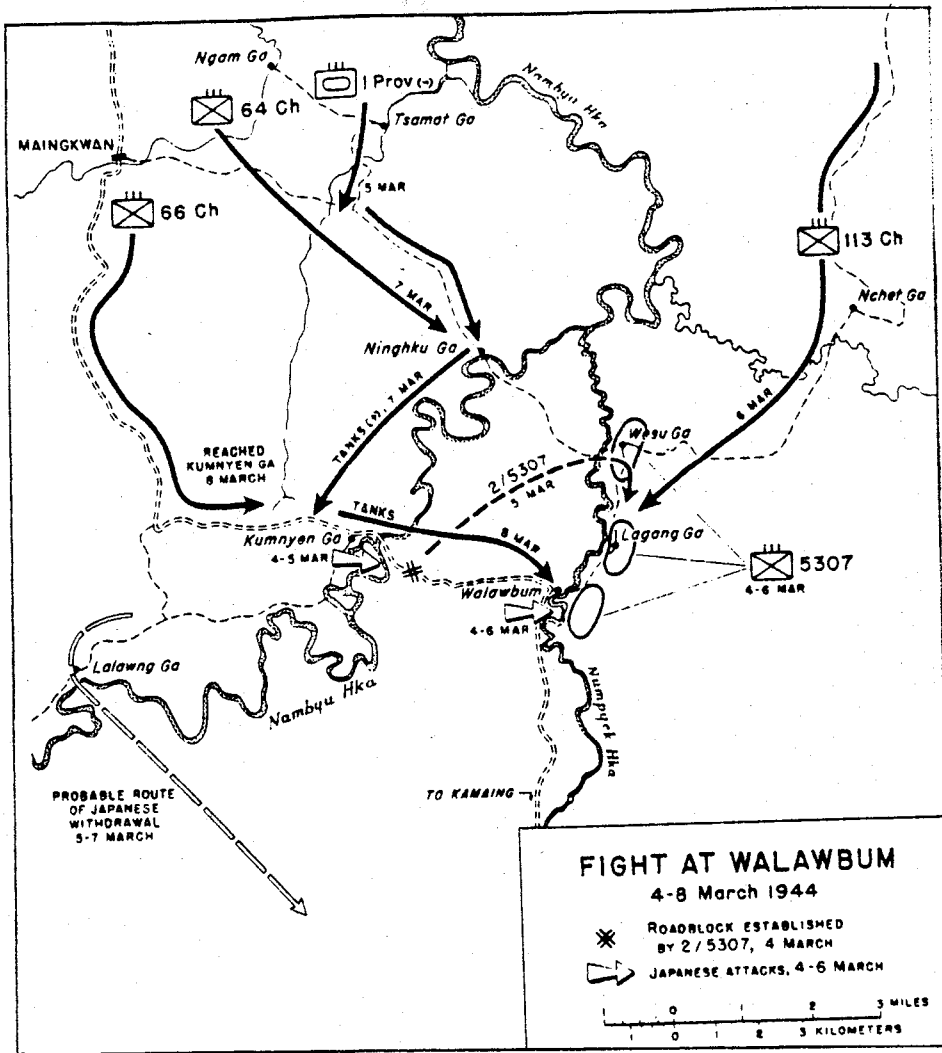 Ngam Ga
1 Prov (-)
64 Ch
Tsamat Ga
Nambyu Hka
MAINGKWAN
5 MAR
66 Ch
113 Ch
Nchet Ga
7 MAR
Ninghku Ga
TANKS (-), 7 MAR
6 MAR
Wesu Ga
REACHED
KUMNYEN GA
8 MARCH
2/5307
5 MAR
TANKS
8 MAR
Kumnyen Ga
4-5 MAR
Lagang Ga
5307
4-6 MAR
Walawbum
4-6 MAR
Lalawng Ga
Nambyu Hka
Numpyek Hka
PROBABLE ROUTE
OF JAPANESE
WITHDRAWAL
5-7 MARCH
TO KAMAING
FIGHT AT WALAWBUM
4-8 March 1944
ROADBLOCK ESTABLISHED
BY 2/5307, 4 MARCH
JAPANESE ATTACKS, 4-6 MARCH
1 0 1 2 3 MILES
1 0 1 2 3 KILOMETERS